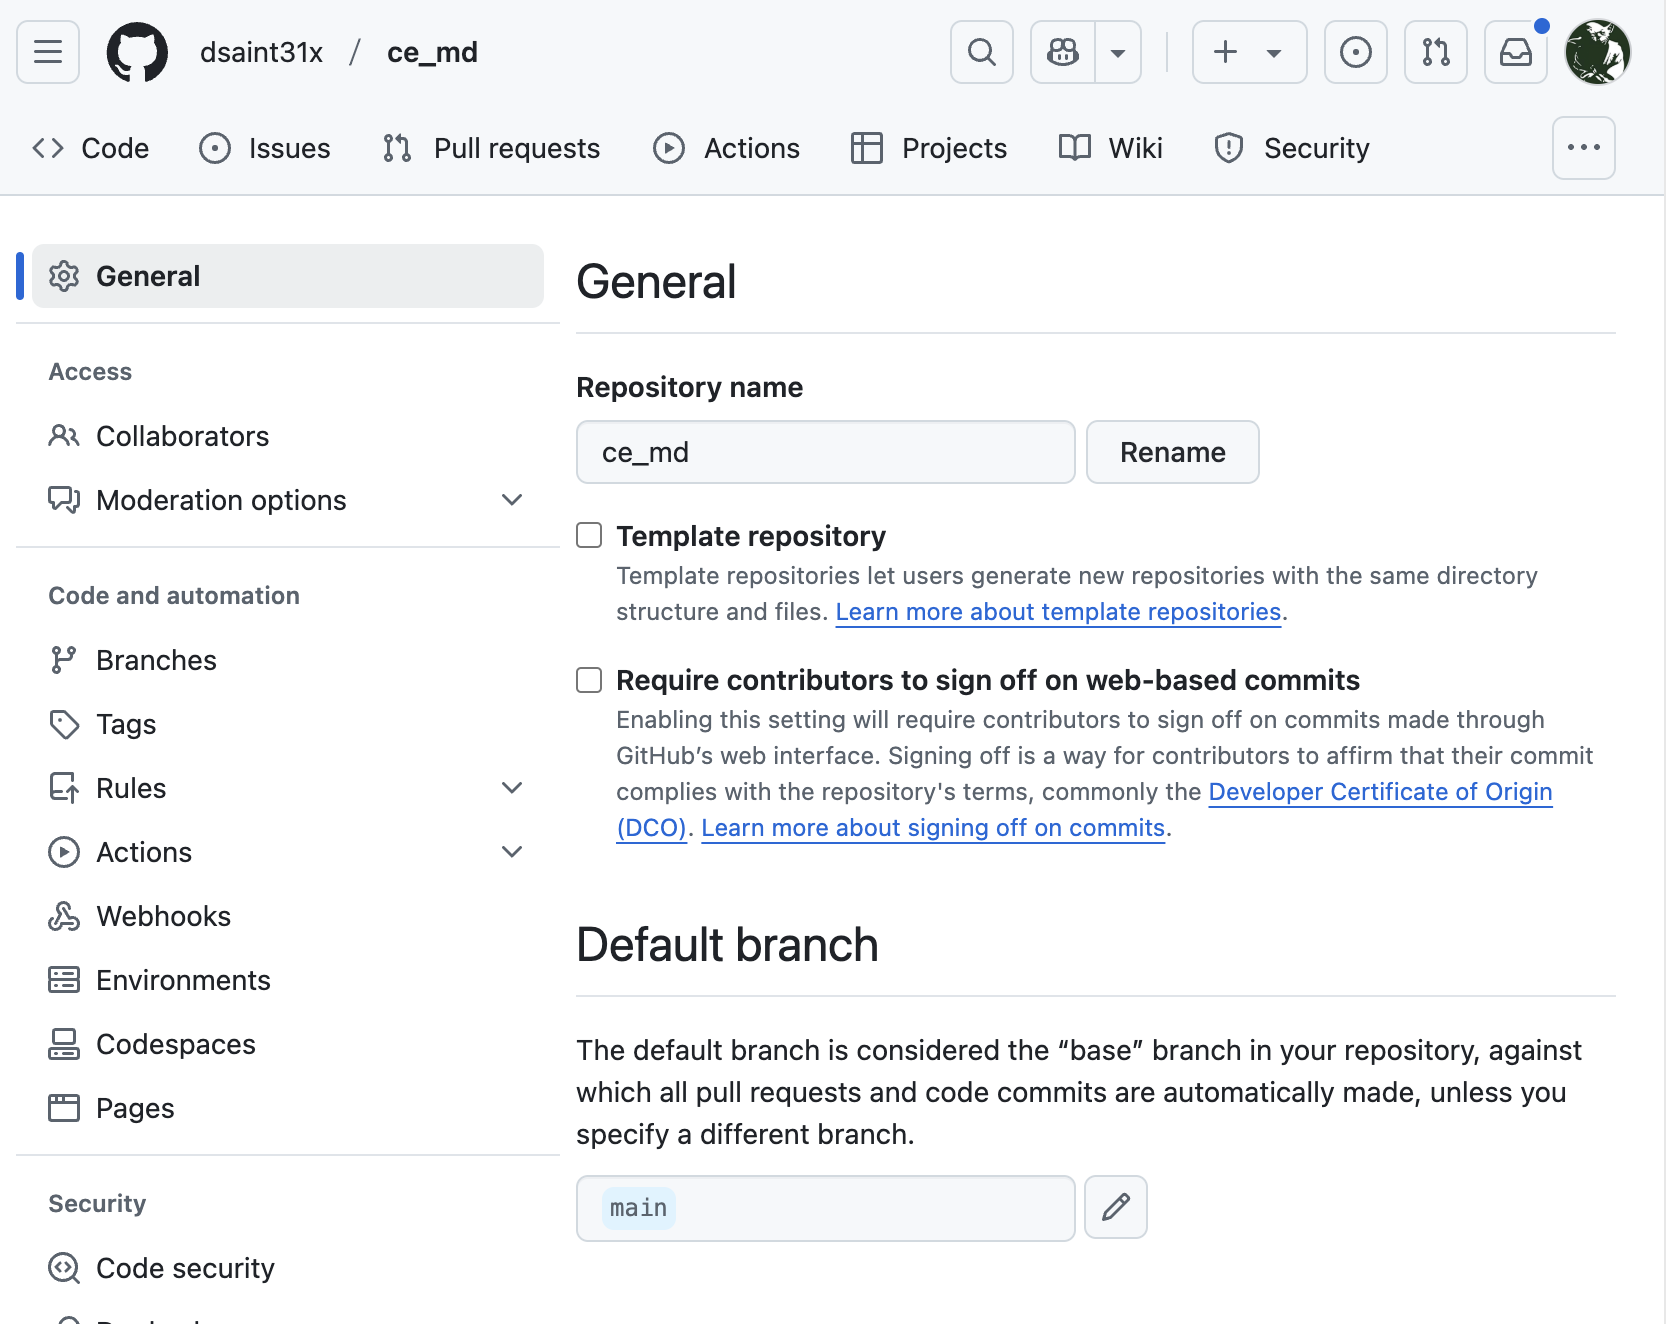 dsaint31x / ce_md
Code Issues Pull requests Actions Projects Wiki Security
General
Access
Collaborators
Moderation options
Code and automation
Branches
Tags
Rules
Actions
Webhooks
Environments
Codespaces
Pages
Security
Code security
General
Repository name
ce_md Rename
Template repository
Template repositories let users generate new repositories with the same directory
structure and files. Learn more about template repositories.
Require contributors to sign off on web-based commits
Enabling this setting will require contributors to sign off on commits made through
GitHub’s web interface. Signing off is a way for contributors to affirm that their commit
complies with the repository's terms, commonly the Developer Certificate of Origin
(DCO). Learn more about signing off on commits.
Default branch
The default branch is considered the “base” branch in your repository, against
which all pull requests and code commits are automatically made, unless you
specify a different branch.
main